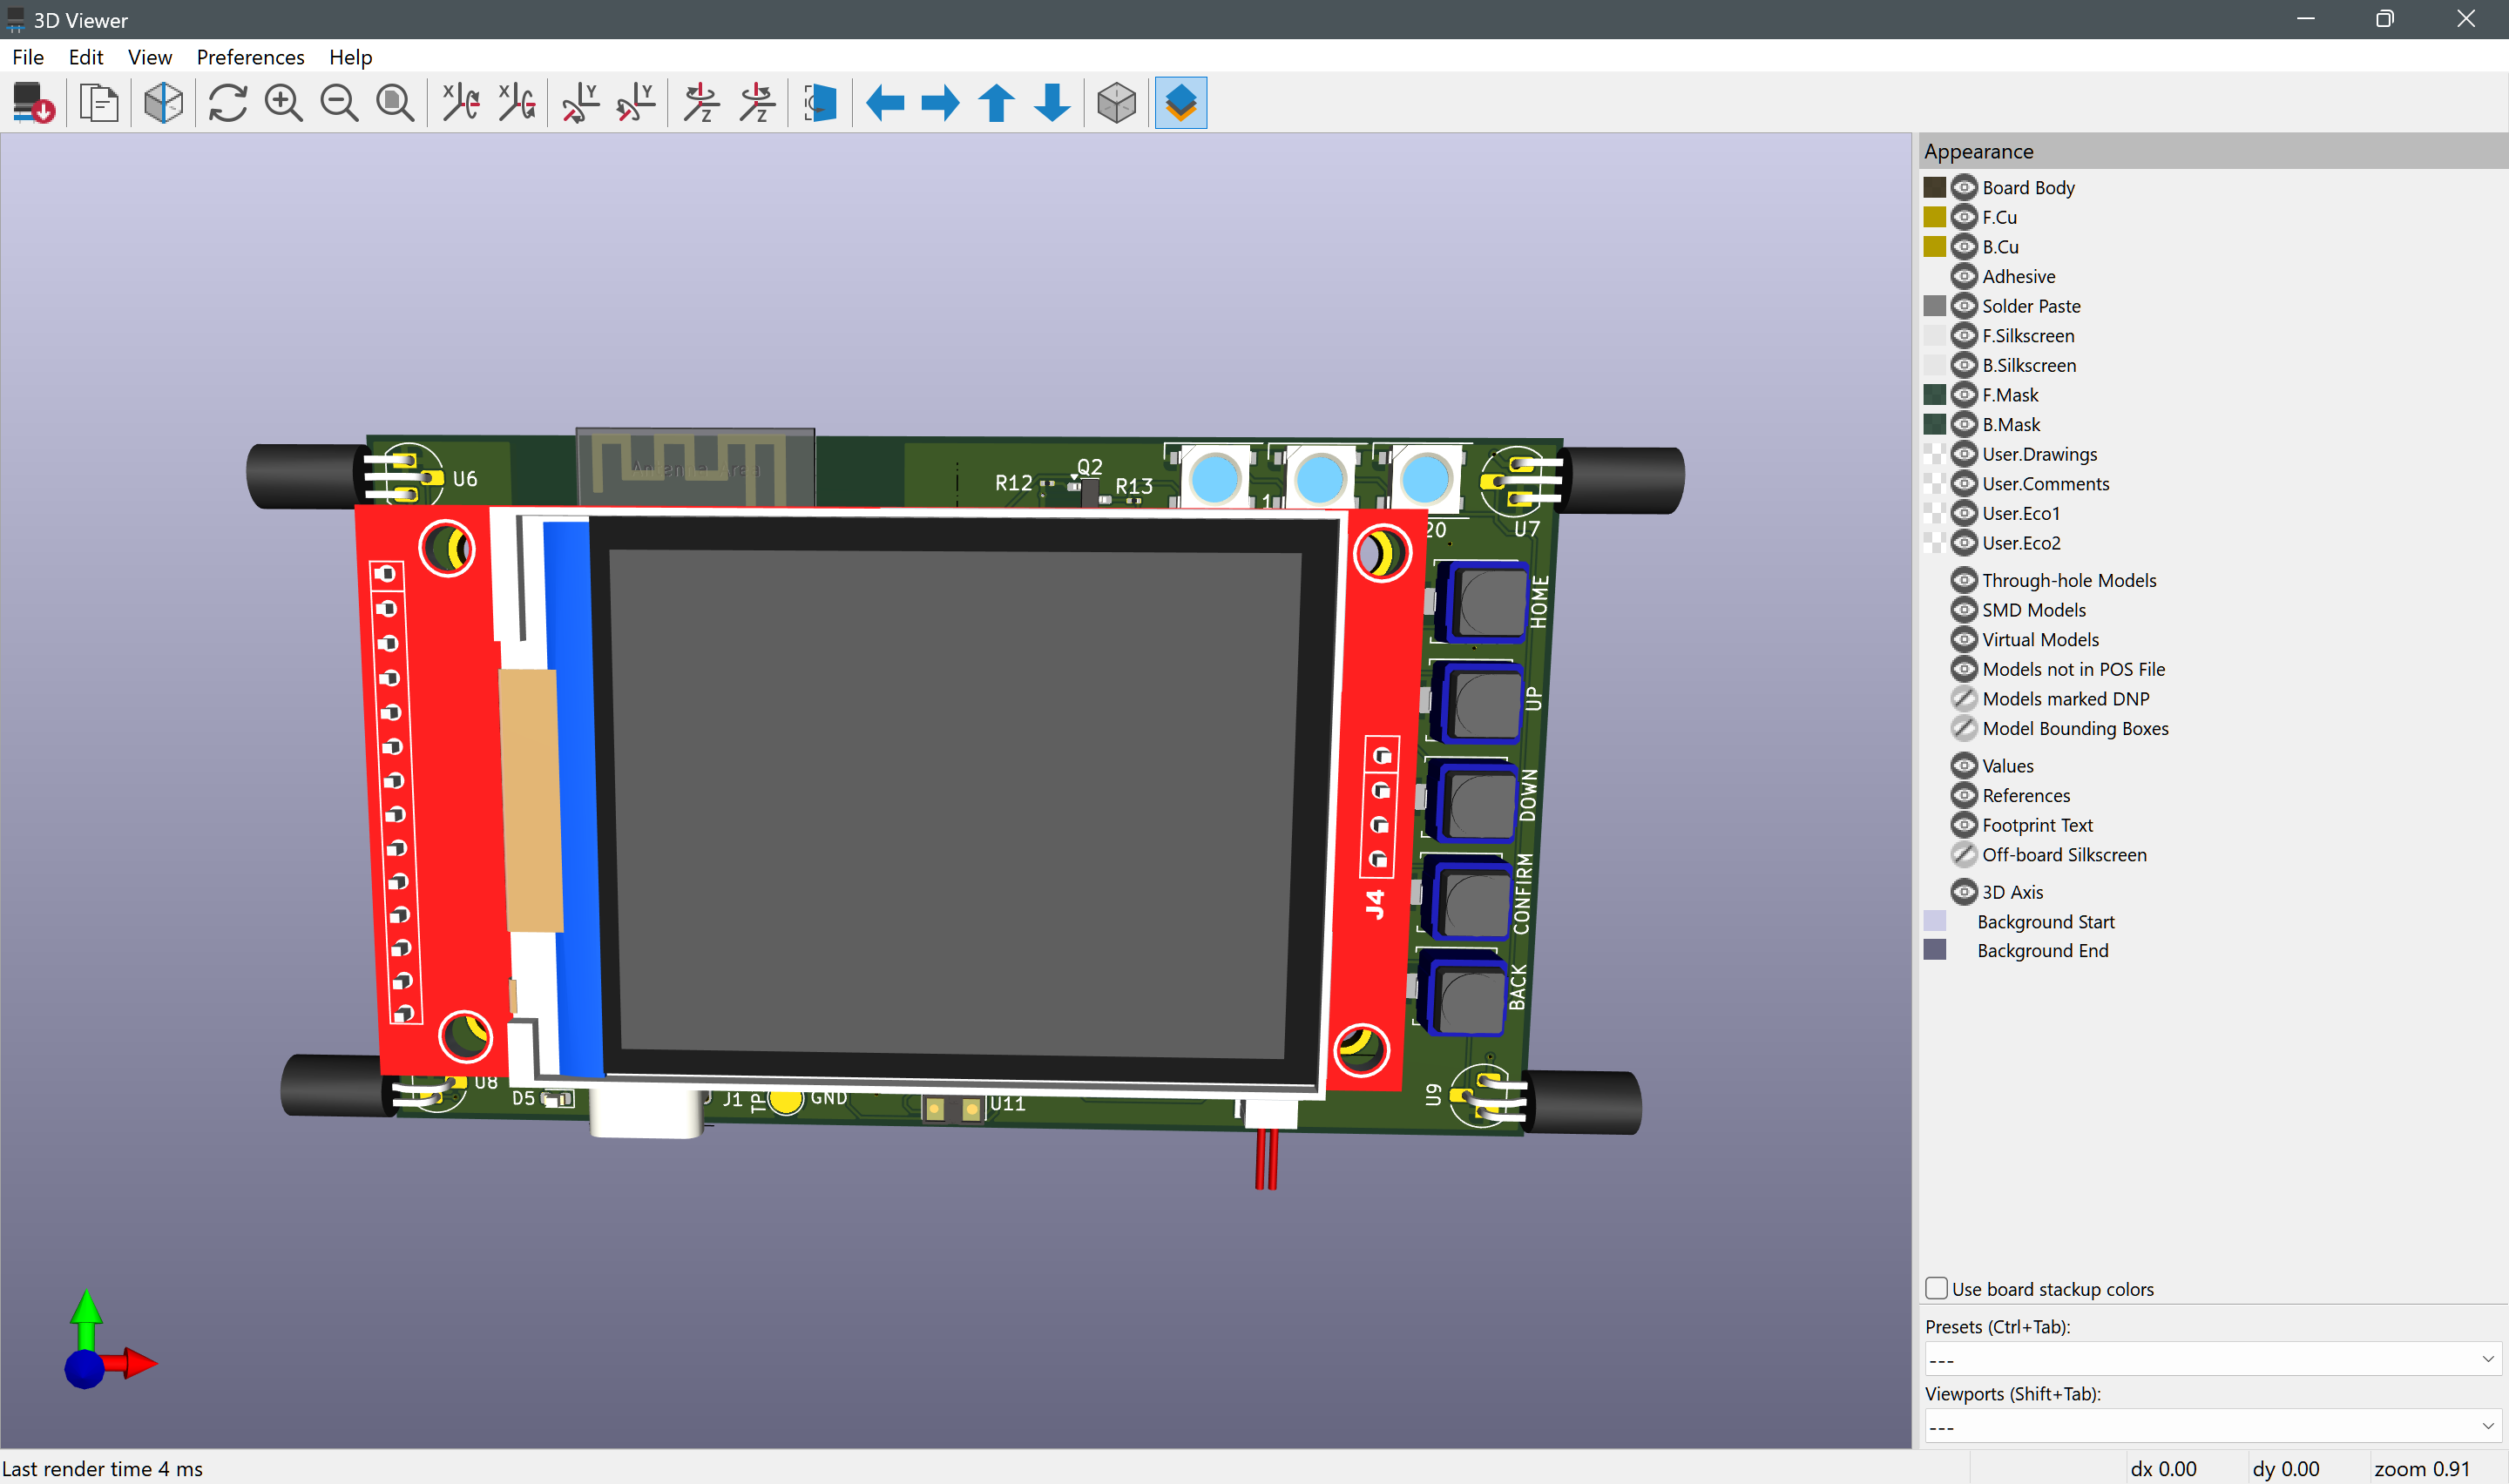 3D Viewer
File Edit View Preferences Help
X X Y Y Z Z
Appearance
Board Body
F.Cu
B.Cu
Adhesive
Solder Paste
F.Silkscreen
B.Silkscreen
F.Mask
B.Mask
User.Drawings
User.Comments
User.Eco1
User.Eco2
Through-hole Models
SMD Models
Virtual Models
Models not in POS File
Models marked DNP
Model Bounding Boxes
Values
References
Footprint Text
Off-board Silkscreen
3D Axis
Background Start
Background End
Use board stackup colors
Presets (Ctrl+Tab):
---
Viewports (Shift+Tab):
---
Antenna Area
U6
R12
Q2
R13
1
20
U7
HOME
UP
DOWN
CONFIRM
BACK
J4
U8
D5
J1
TP
GND
U11
U9
Last render time 4 ms
dx 0.00 dy 0.00 zoom 0.91